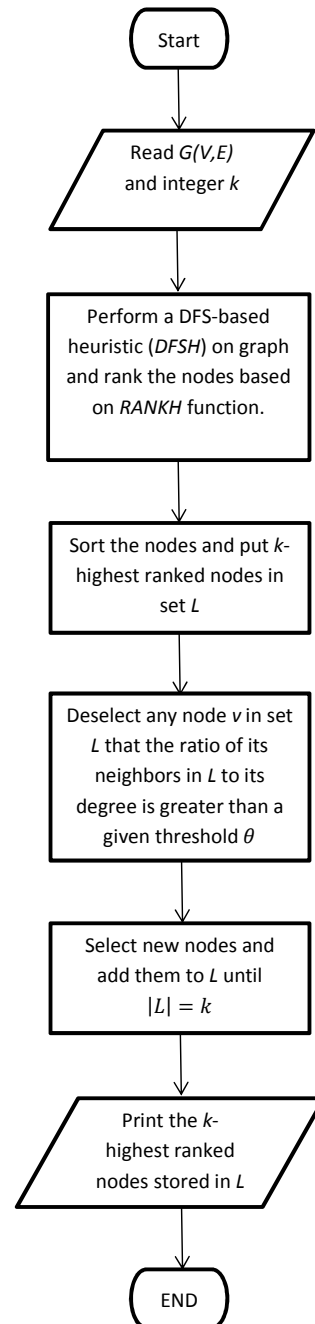 Start
Read G(V,E)
and integer k
Perform a DFS-based
heuristic (DFSH) on graph
and rank the nodes based
on RANKH function.
Sort the nodes and put k-
highest ranked nodes in
set L
Deselect any node v in set
L that the ratio of its
neighbors in L to its
degree is greater than a
given threshold θ
Select new nodes and
add them to L until
|L| = k
Print the k-
highest ranked
nodes stored in L
END